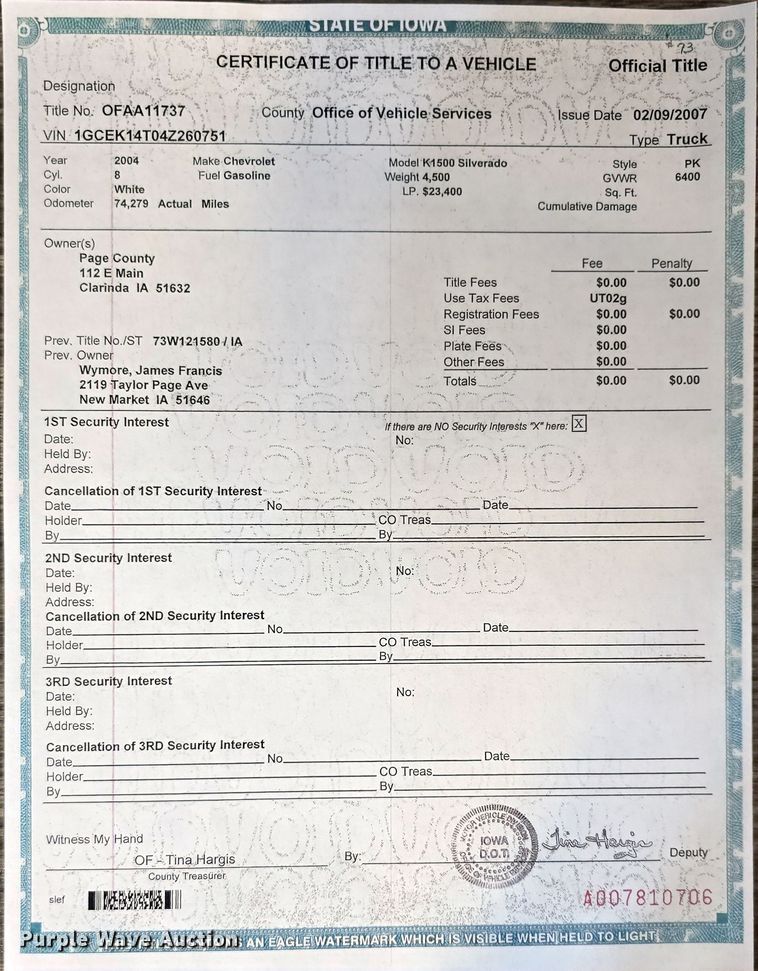 STATE OF IOWA
# 73
CERTIFICATE OF TITLE TO A VEHICLE Official Title
Designation
Title No. OFAA11737 County Office of Vehicle Services Issue Date 02/09/2007
VIN 1GCEK14T04Z260751 Type Truck
Year 2004 Make Chevrolet Model K1500 Silverado Style PK
Cyl. 8 Fuel Gasoline Weight 4,500 GVWR 6400
Color White LP. $23,400 Sq. Ft.
Odometer 74,279 Actual Miles Cumulative Damage
Owner(s)
Page County
112 E Main
Clarinda IA 51632
Fee Penalty
Title Fees $0.00 $0.00
Use Tax Fees UT02g
Registration Fees $0.00 $0.00
SI Fees $0.00
Plate Fees $0.00
Other Fees $0.00
Totals $0.00 $0.00
Prev. Title No./ST 73W121580 / IA
Prev. Owner
Wymore, James Francis
2119 Taylor Page Ave
New Market IA 51646
1ST Security Interest If there are NO Security Interests "X" here: X
Date: No:
Held By:
Address:
Cancellation of 1ST Security Interest
Date No. Date
Holder CO Treas.
By By
2ND Security Interest
Date: No:
Held By:
Address:
Cancellation of 2ND Security Interest
Date No. Date
Holder CO Treas.
By By
3RD Security Interest
Date: No:
Held By:
Address:
Cancellation of 3RD Security Interest
Date No. Date
Holder CO Treas.
By By
Witness My Hand
OF - Tina Hargis By: Tina Hargis Deputy
County Treasurer
MOTOR VEHICLE DIVISION
IOWA
D.O.T.
OFFICE OF VEHICLE SERVICES
slef
A007810706
Purple Wave Auction
AN EAGLE WATERMARK WHICH IS VISIBLE WHEN HELD TO LIGHT
VOID VOID VOID